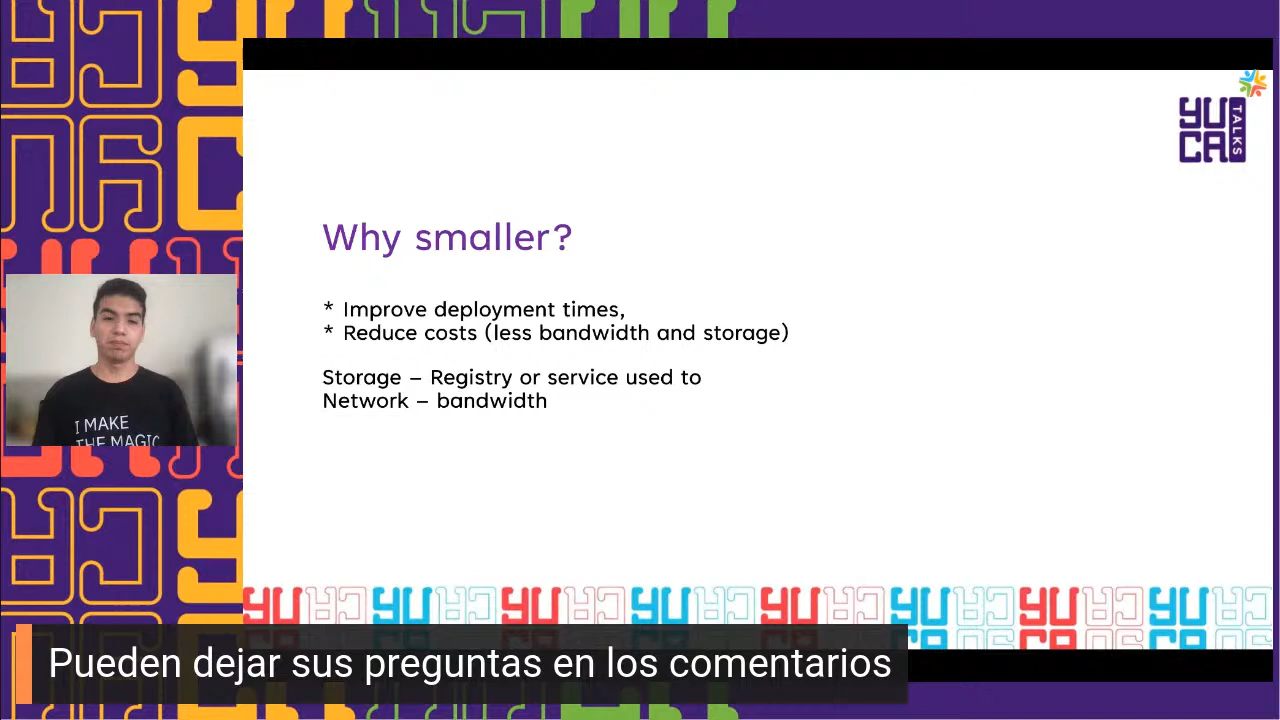 YUCA TALKS
Why smaller?
* Improve deployment times,
* Reduce costs (less bandwidth and storage)
Storage – Registry or service used to
Network – bandwidth
I MAKE
THE MAGIC
Pueden dejar sus preguntas en los comentarios